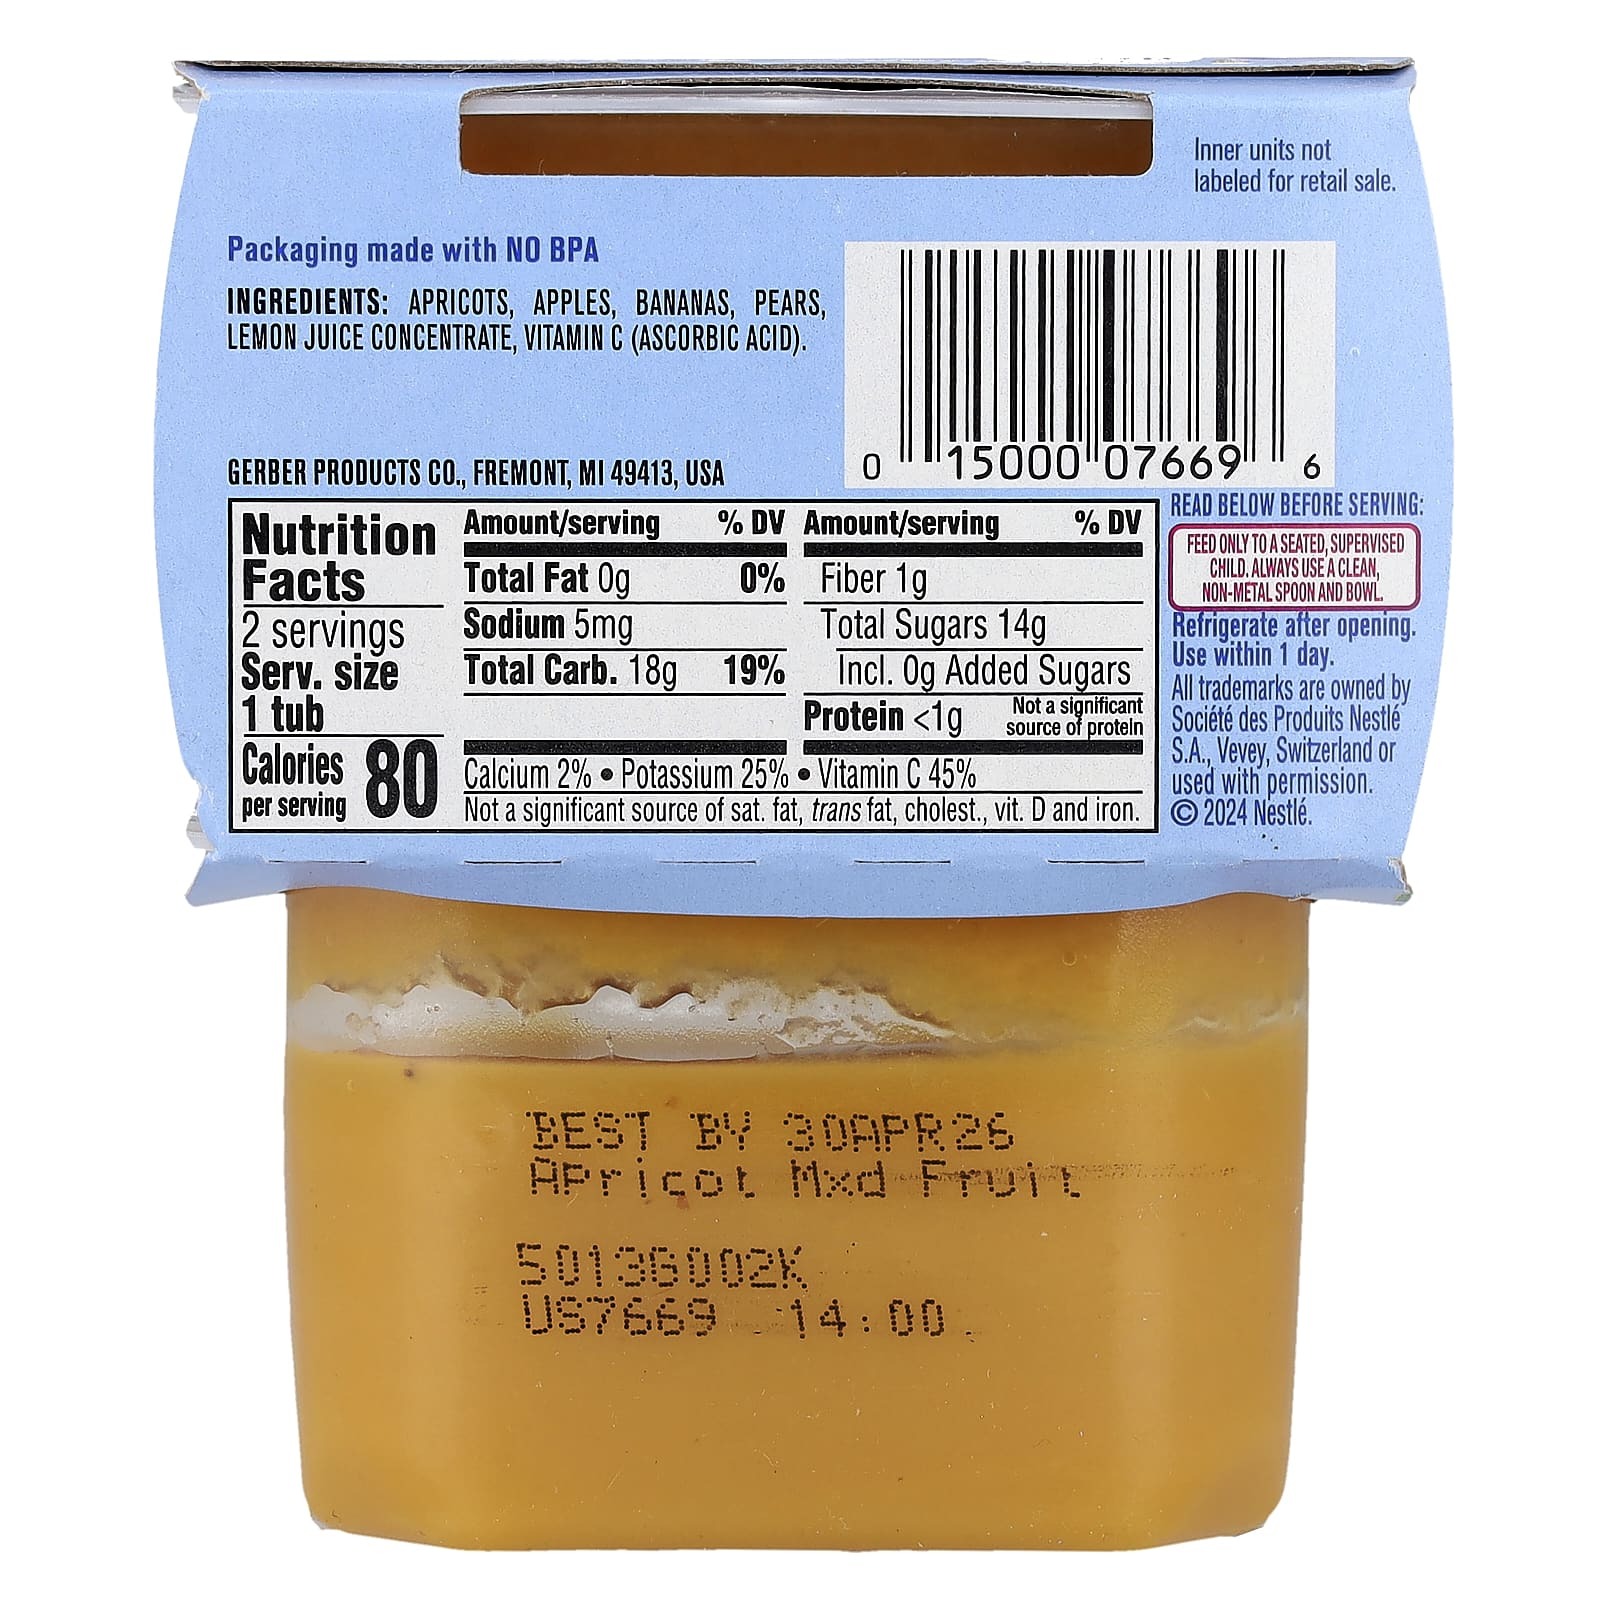 Inner units not
labeled for retail sale.
Packaging made with NO BPA
INGREDIENTS: APRICOTS, APPLES, BANANAS, PEARS,
LEMON JUICE CONCENTRATE, VITAMIN C (ASCORBIC ACID).
GERBER PRODUCTS CO., FREMONT, MI 49413, USA
0 15000 07669 6
Nutrition
Facts
2 servings
Serv. size
1 tub
Calories
per serving 80
Amount/serving % DV
Total Fat 0g 0%
Sodium 5mg
Total Carb. 18g 19%
Amount/serving % DV
Fiber 1g
Total Sugars 14g
Incl. 0g Added Sugars
Protein <1g Not a significant
source of protein
Calcium 2% • Potassium 25% • Vitamin C 45%
Not a significant source of sat. fat, trans fat, cholest., vit. D and iron.
READ BELOW BEFORE SERVING:
FEED ONLY TO A SEATED, SUPERVISED
CHILD. ALWAYS USE A CLEAN,
NON-METAL SPOON AND BOWL.
Refrigerate after opening.
Use within 1 day.
All trademarks are owned by
Société des Produits Nestlé
S.A., Vevey, Switzerland or
used with permission.
© 2024 Nestlé.
BEST BY 30APR26
APricot Mxd Fruit
5013G002K
US7669 14:00